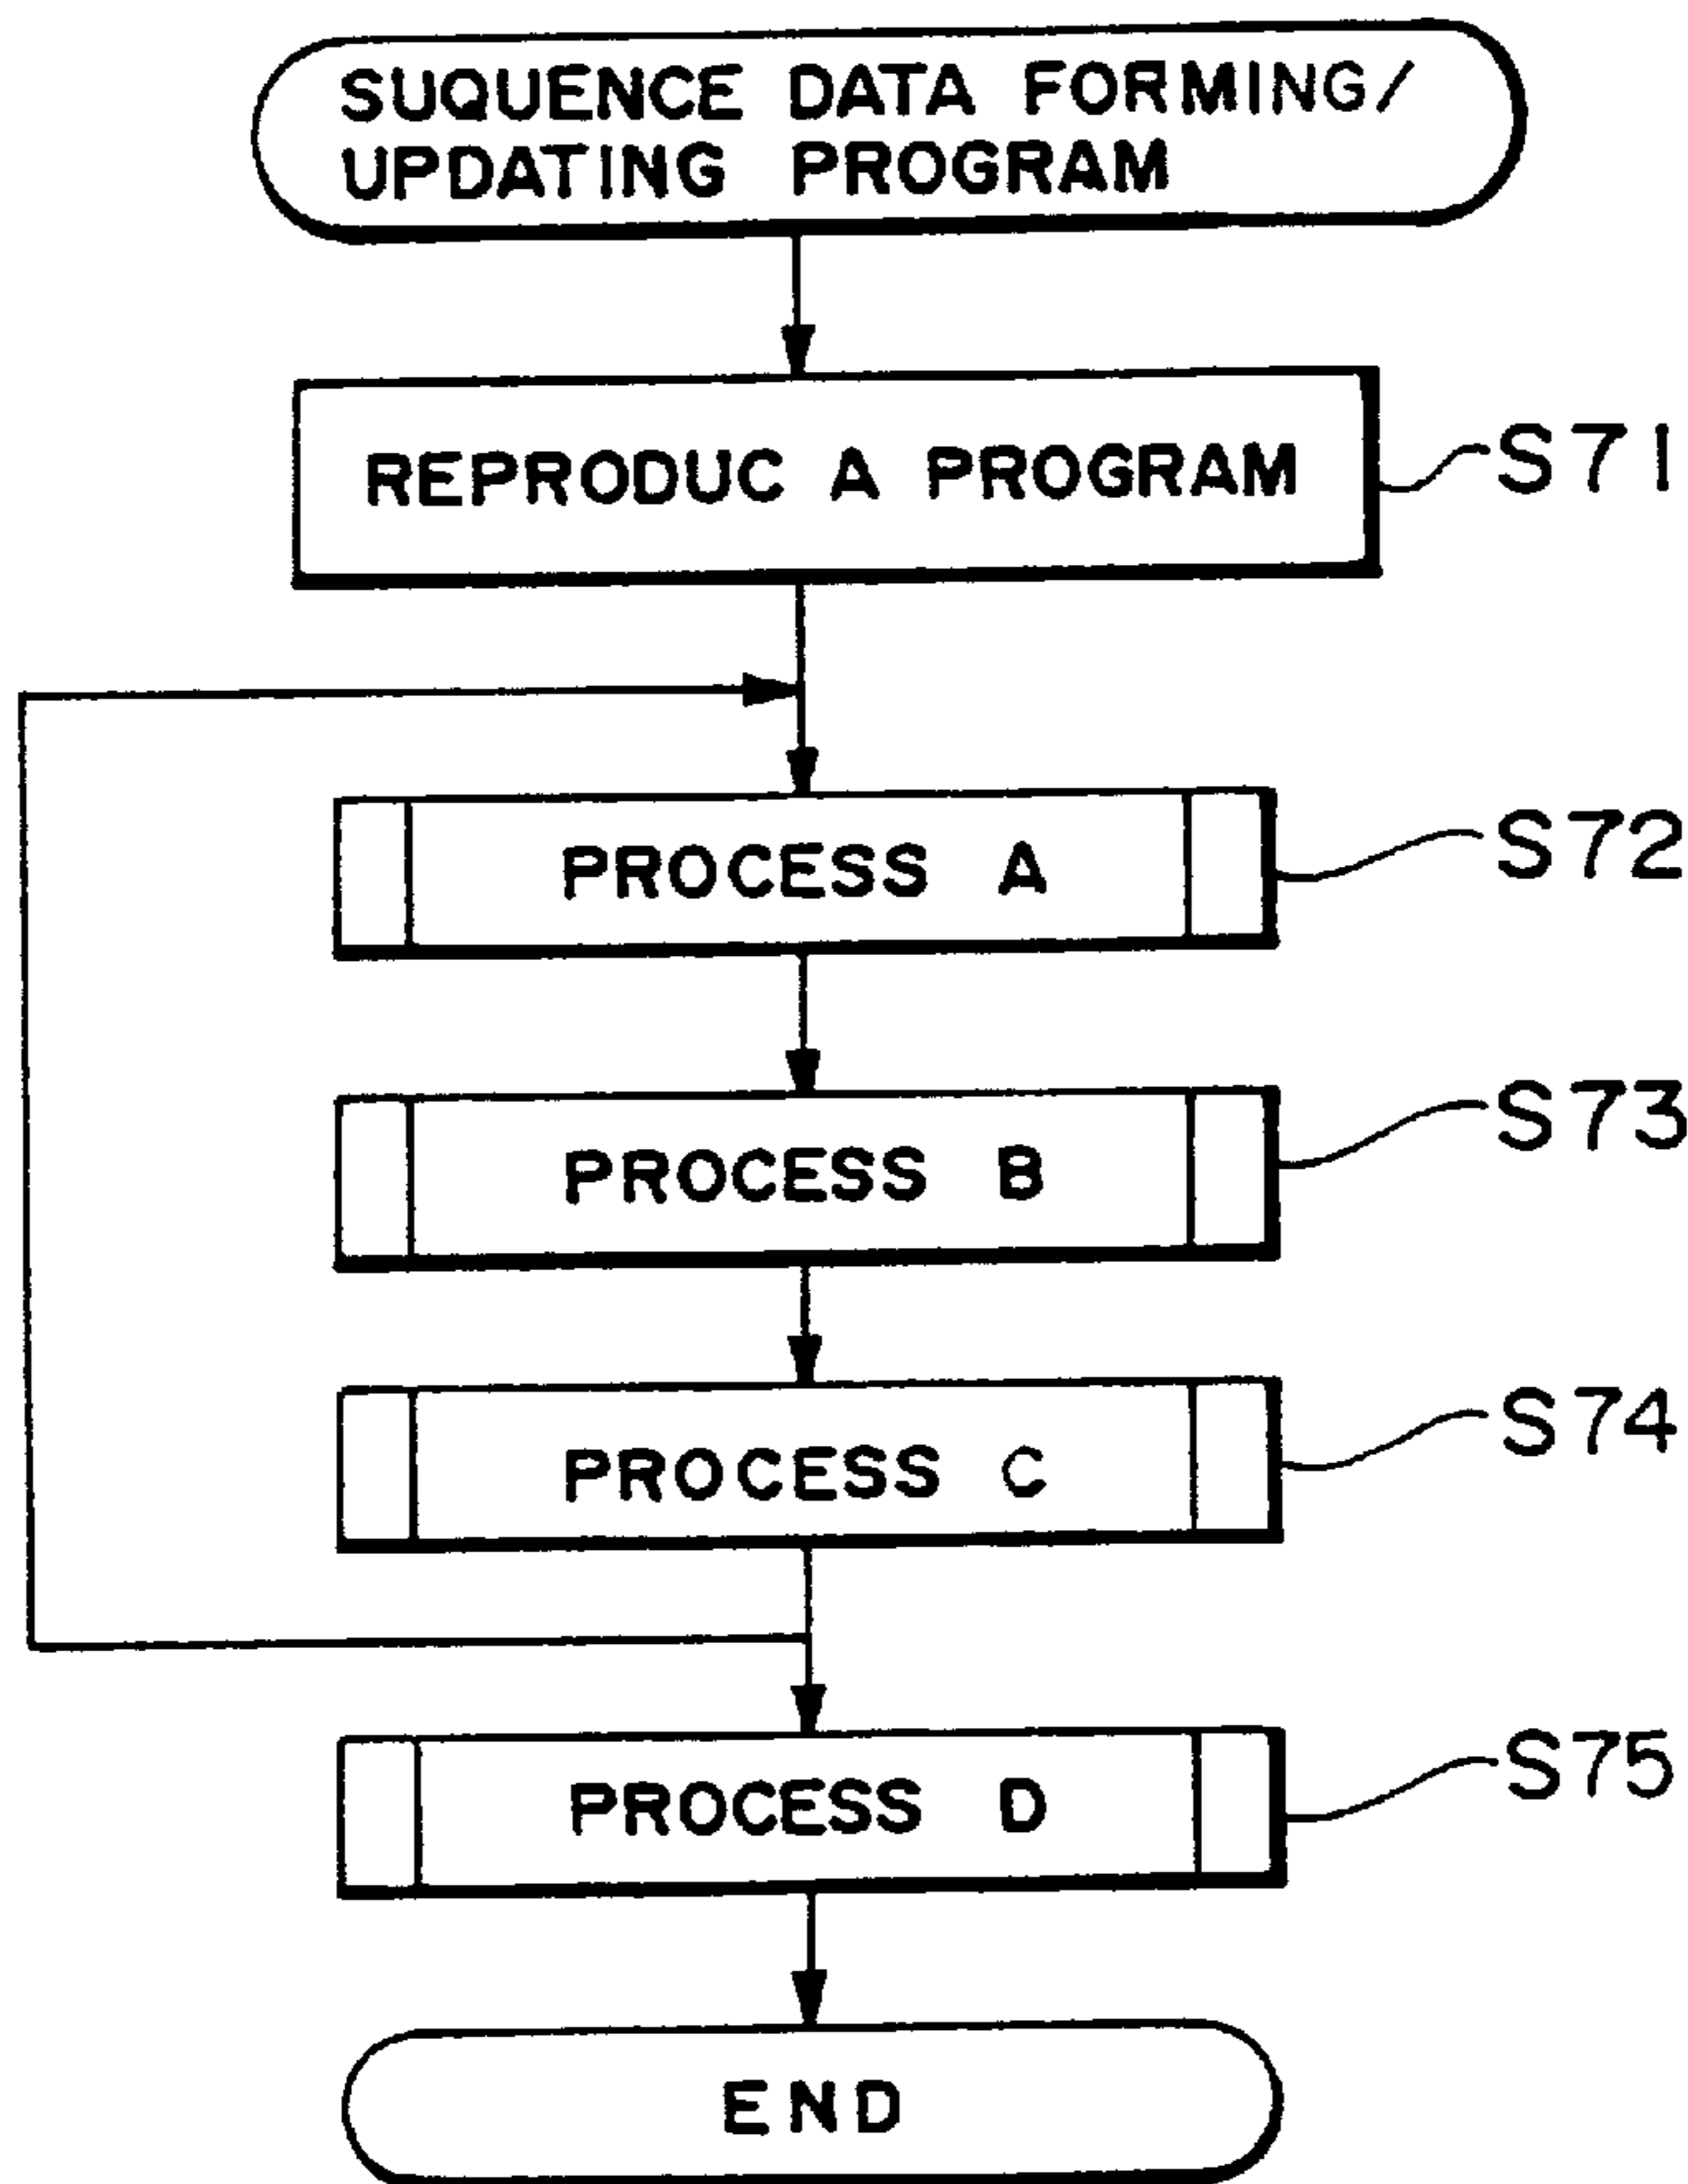 SUQUENCE DATA FORMING/
UPDATING PROGRAM
REPRODUC A PROGRAM
S71
PROCESS A
S72
PROCESS B
S73
PROCESS C
S74
PROCESS D
S75
END